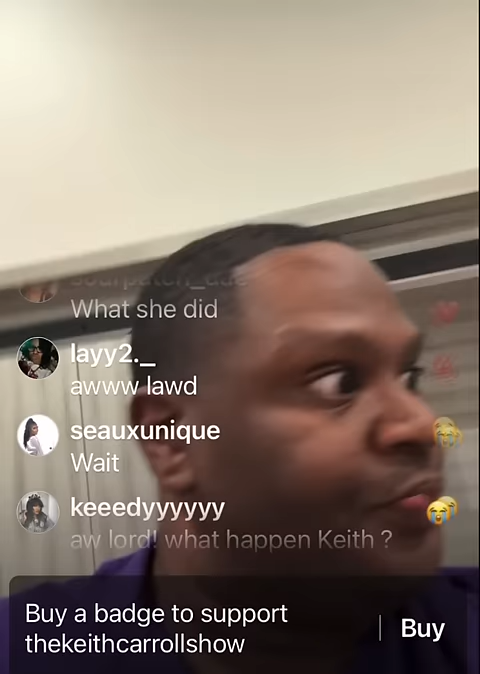 What she did
layy2._
awww lawd
seauxunique
Wait
keeedyyyyyy
aw lord! what happen Keith ?
Buy a badge to support
thekeithcarrollshow
Buy